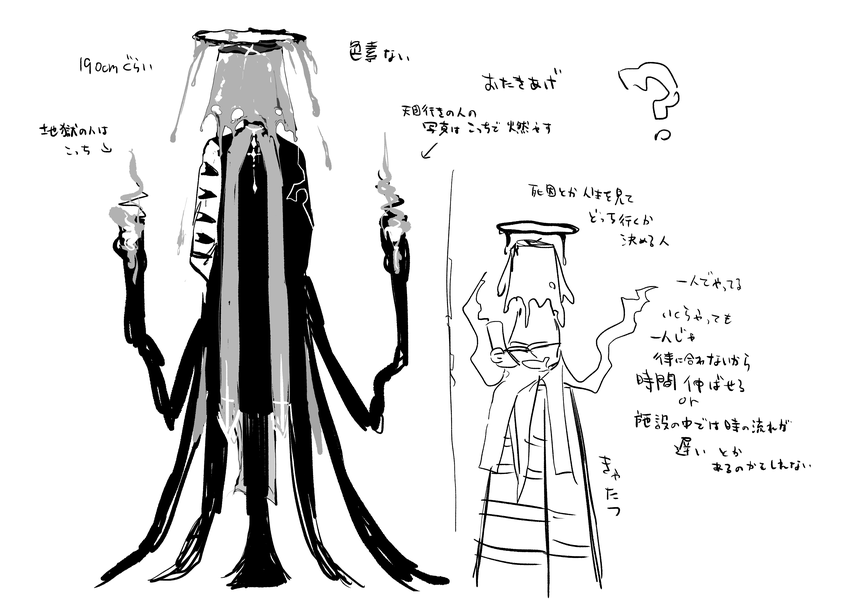 190cmぐらい
色素ない
地獄の人は
こっち
天国行きの人の
写真はこっちで燃やす
おたきあげ
?
死因とか人生を見て
どっち行くか
決める人
一人でやってる
いくらやっても
一人じゃ
待に合わないから
時間伸ばせる
or
施設の中では時の流れが
遅いとか
あるのかもしれない
きゃたつ